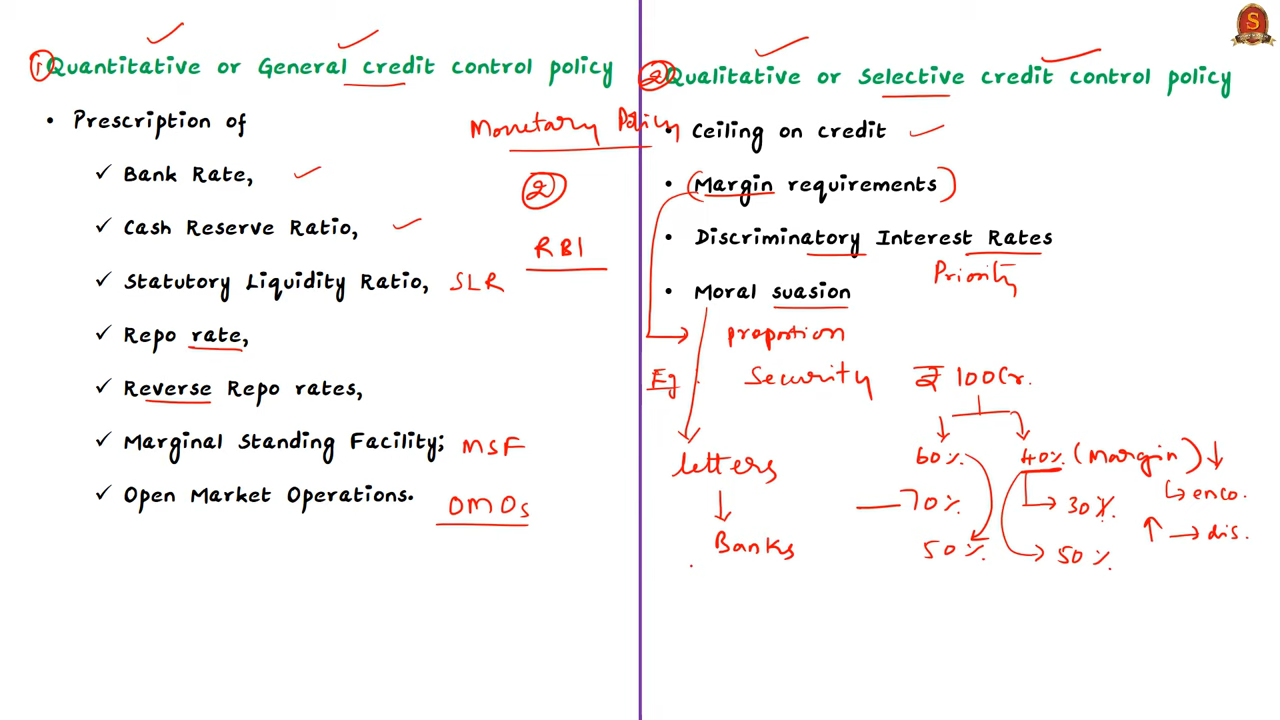 ① Quantitative or General credit control policy
• Prescription of
✓ Bank Rate,
✓ Cash Reserve Ratio,
✓ Statutory Liquidity Ratio, SLR
✓ Repo rate,
✓ Reverse Repo rates,
✓ Marginal Standing Facility; MSF
✓ Open Market Operations. OMOs
Monetary Policy
②
RBI
② Qualitative or Selective credit control policy
• Ceiling on credit
• (Margin requirements)
• Discriminatory Interest Rates
Priority
• Moral suasion
proportion
Eg. Security ₹ 100Cr.
60% 40% (Margin) ↓
letters
70% 30% ↳ enco.
↑ → dis.
Banks
50% 50%
S